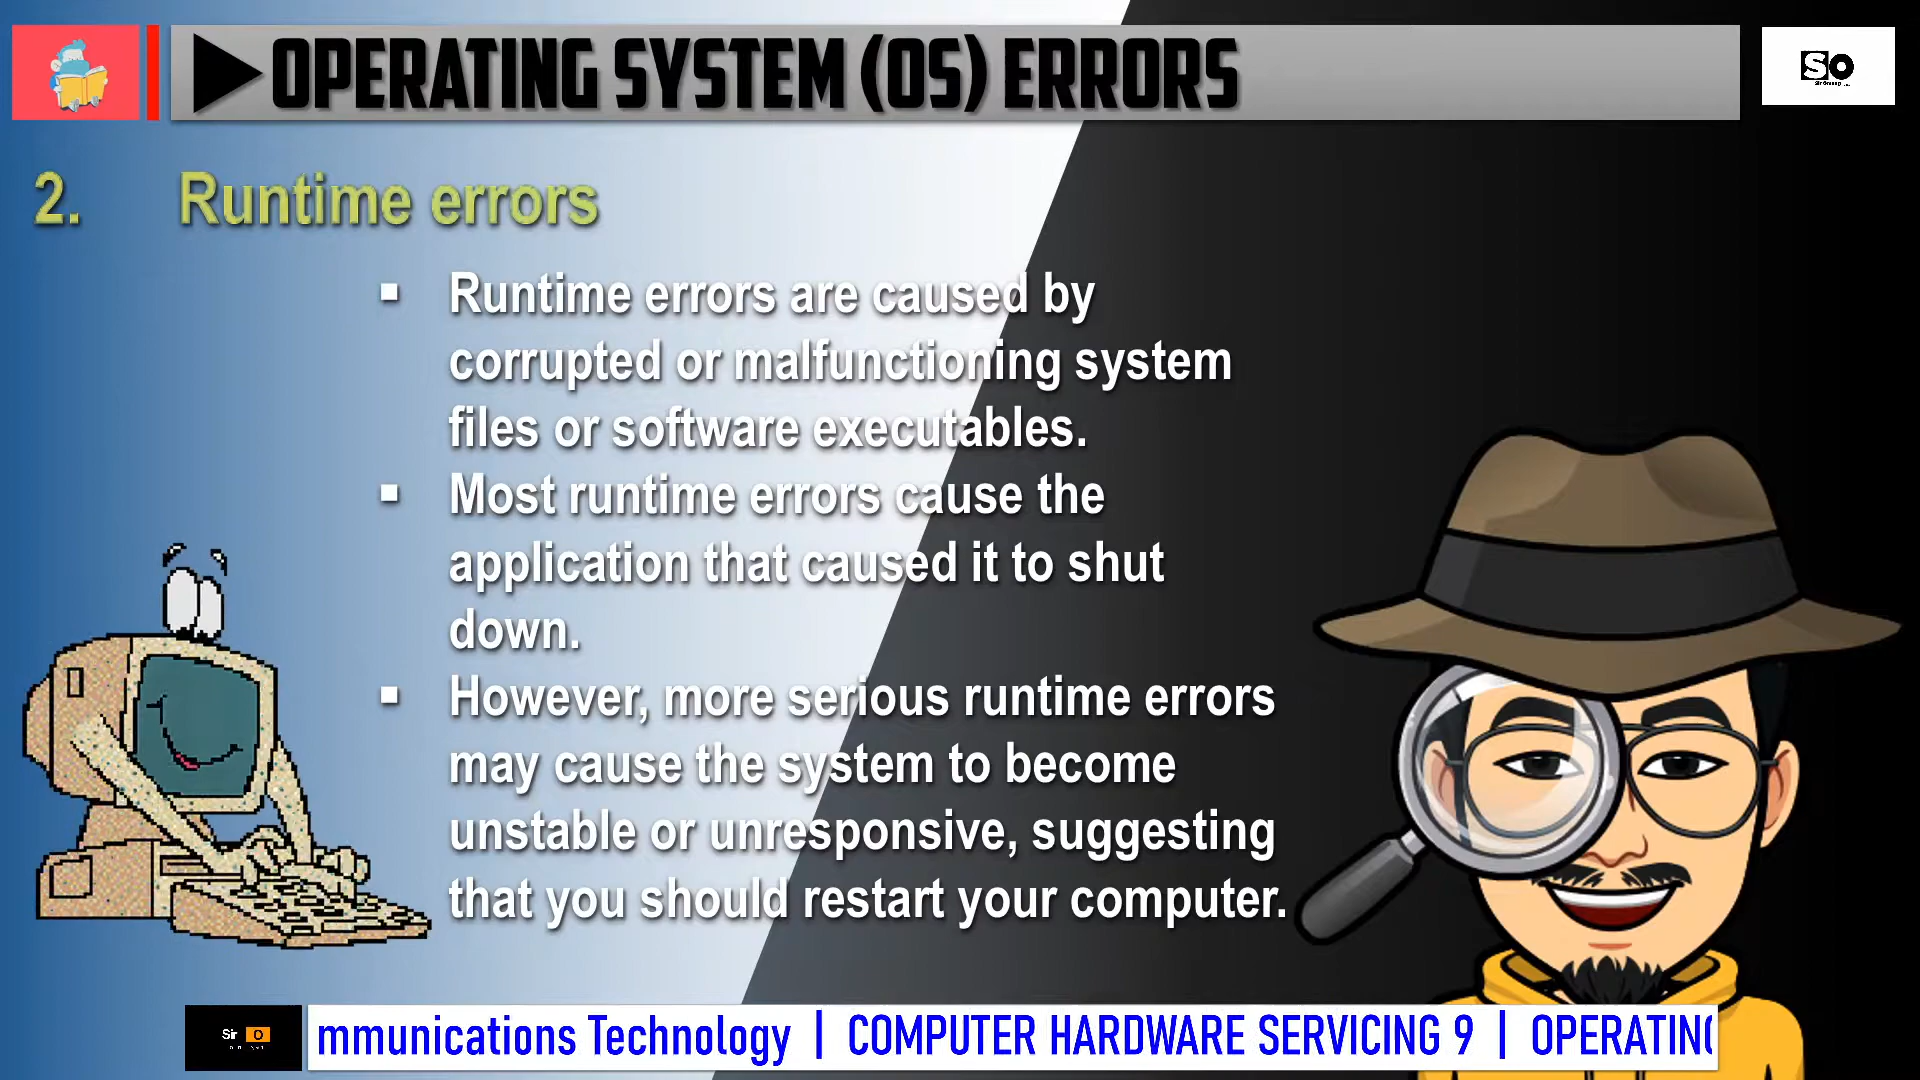 OPERATING SYSTEM (OS) ERRORS
SO
2. Runtime errors
▪ Runtime errors are caused by
corrupted or malfunctioning system
files or software executables.
▪ Most runtime errors cause the
application that caused it to shut
down.
▪ However, more serious runtime errors
may cause the system to become
unstable or unresponsive, suggesting
that you should restart your computer.
Sir O
mmunications Technology | COMPUTER HARDWARE SERVICING 9 | OPERATING